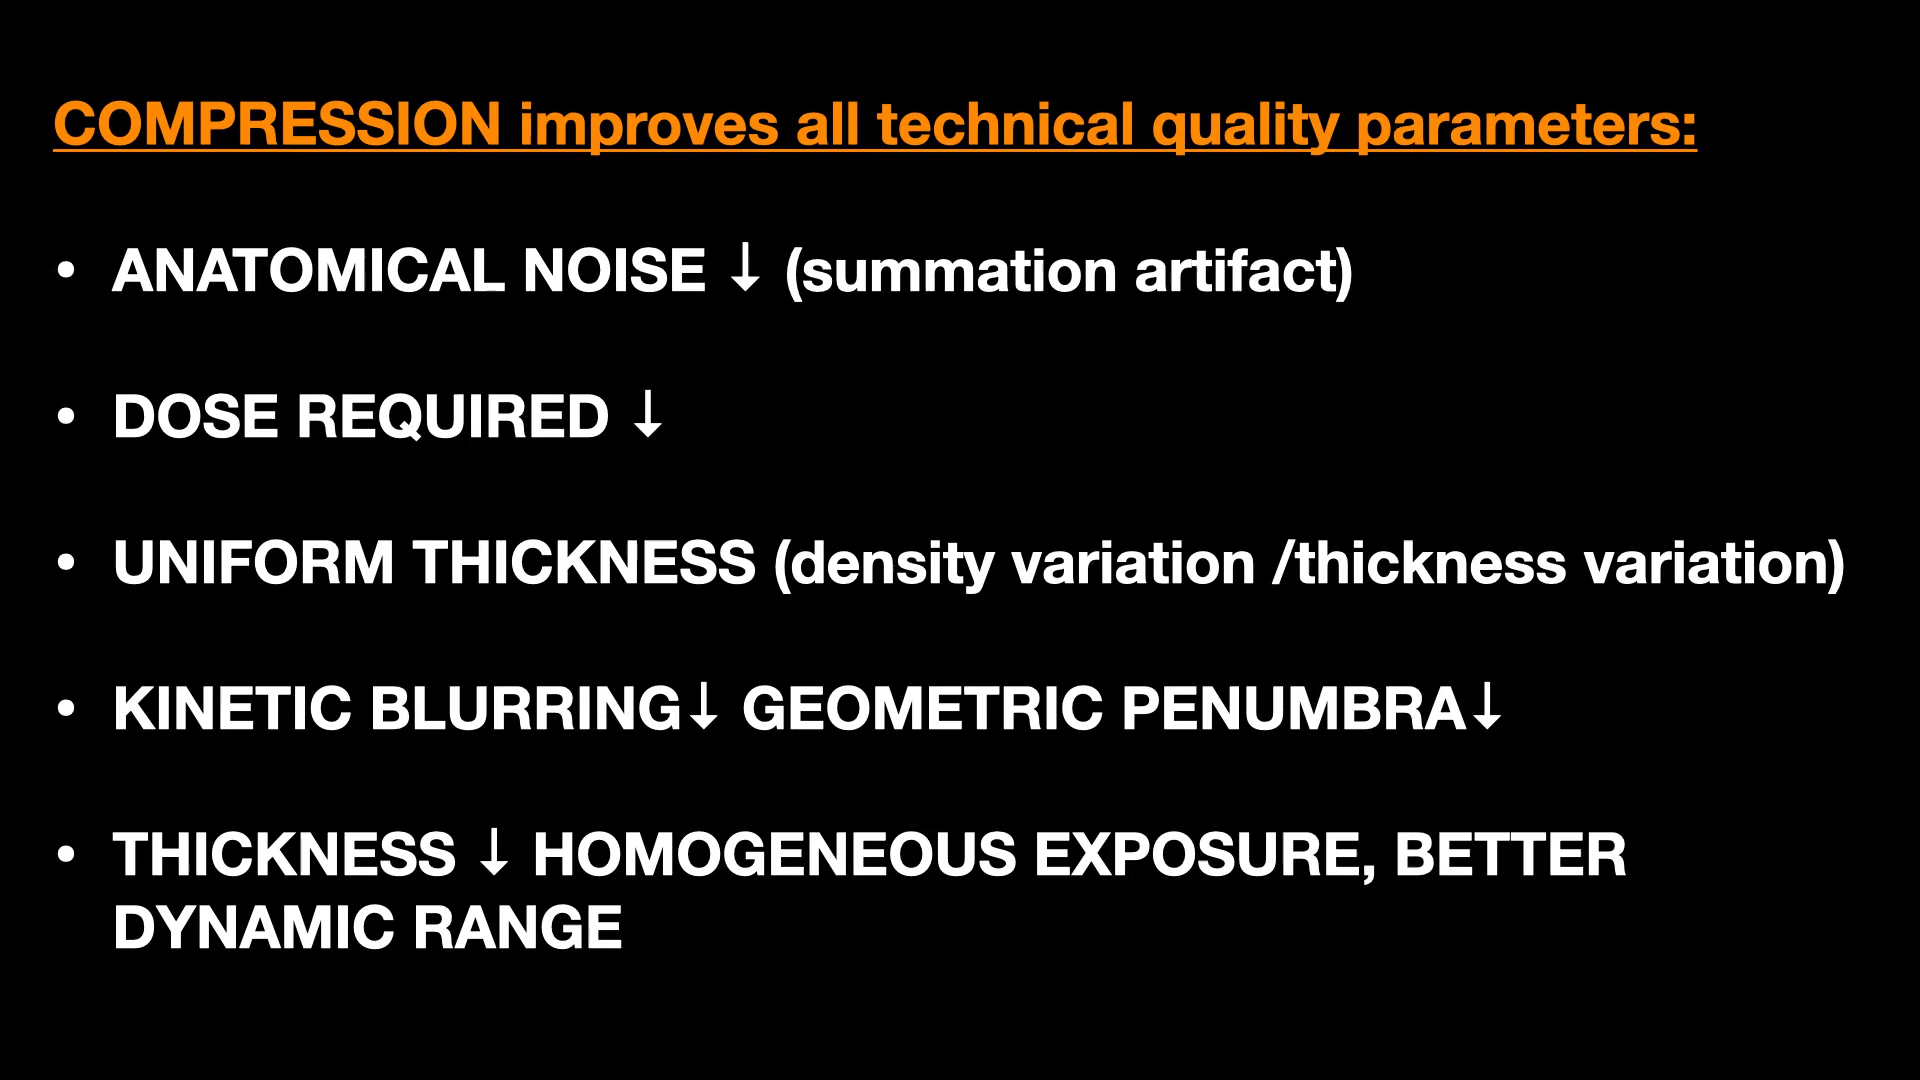 COMPRESSION improves all technical quality parameters:
• ANATOMICAL NOISE ↓ (summation artifact)
• DOSE REQUIRED ↓
• UNIFORM THICKNESS (density variation /thickness variation)
• KINETIC BLURRING↓ GEOMETRIC PENUMBRA↓
• THICKNESS ↓ HOMOGENEOUS EXPOSURE, BETTER
DYNAMIC RANGE